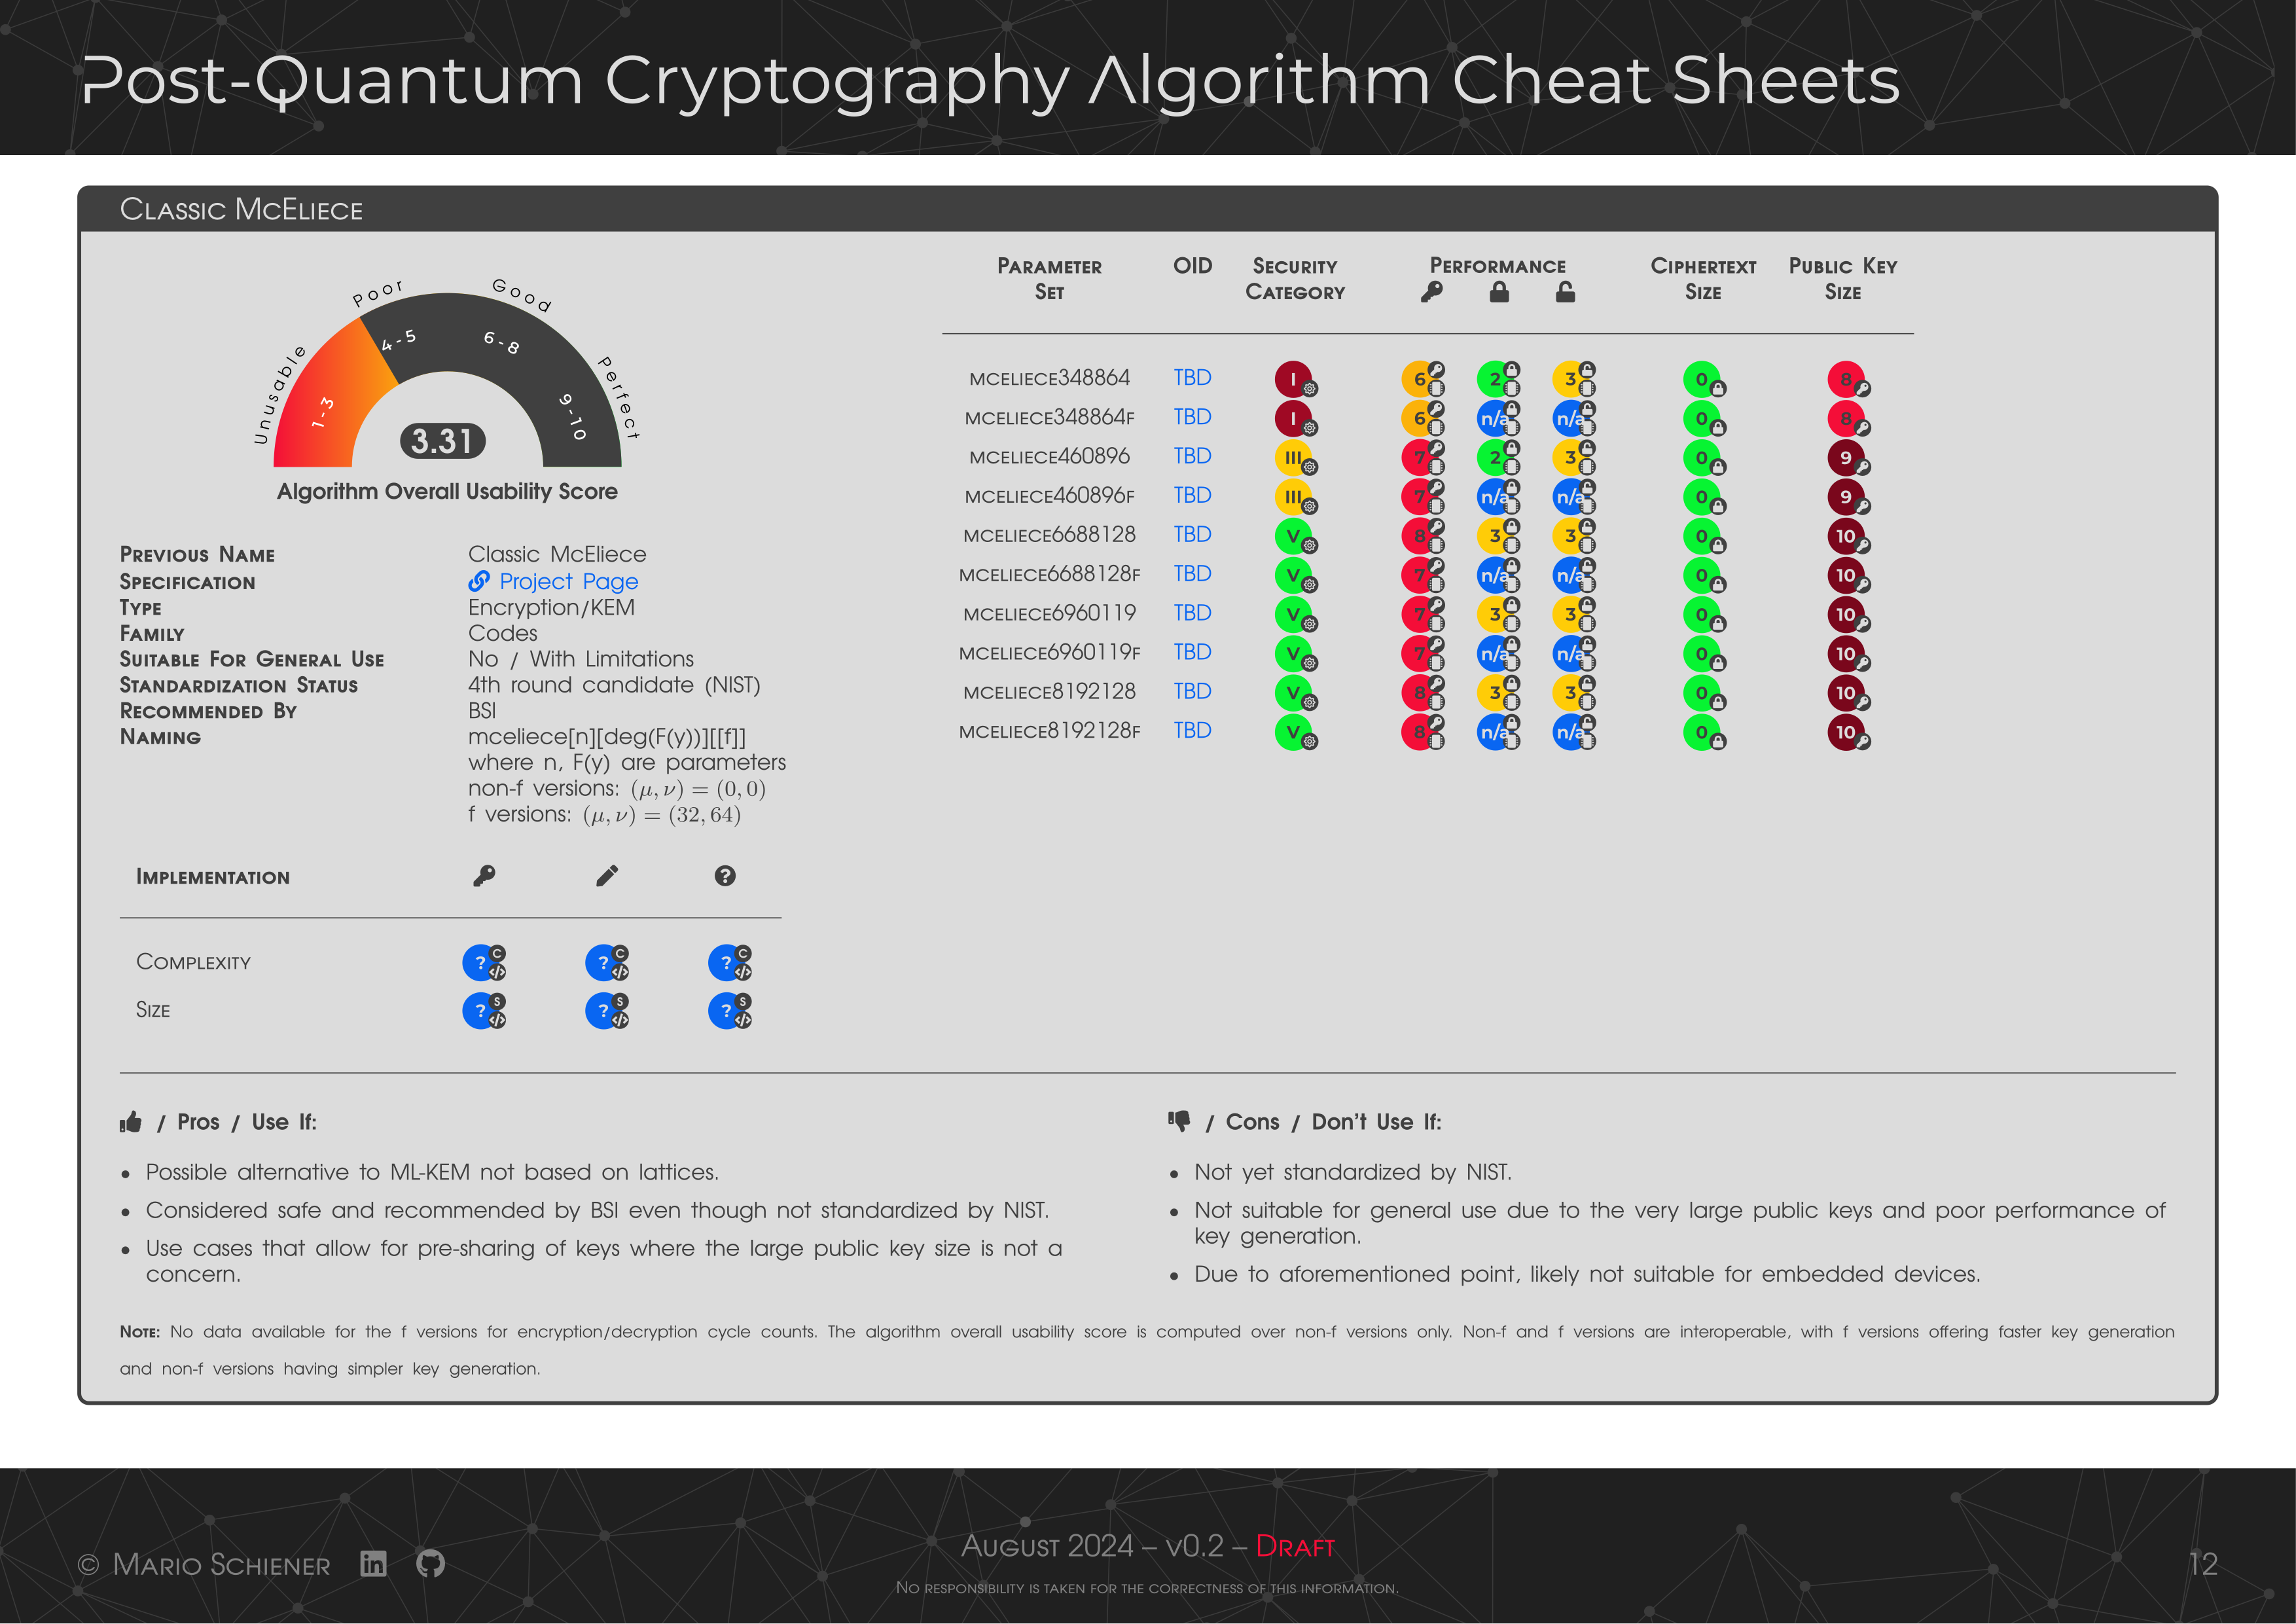 Post-Quantum Cryptography Algorithm Cheat Sheets
Classic McEliece
Unusable
Poor
Good
Perfect
1-3
4-5
6-8
9-10
3.31
Algorithm Overall Usability Score
Previous Name Classic McEliece
Specification Project Page
Type Encryption/KEM
Family Codes
Suitable For General Use No / With Limitations
Standardization Status 4th round candidate (NIST)
Recommended By BSI
Naming mceliece[n][deg(F(y))][[f]]
where n, F(y) are parameters
non-f versions: (μ, ν) = (0, 0)
f versions: (μ, ν) = (32, 64)
Implementation
Complexity ? C </> ? C </> ? C </>
Size ? S </> ? S </> ? S </>
Parameter Set OID Security Category Performance Ciphertext Size Public Key Size
mceliece348864 TBD I 6 2 3 0 8
mceliece348864f TBD I 6 n/a n/a 0 8
mceliece460896 TBD III 7 2 3 0 9
mceliece460896f TBD III 7 n/a n/a 0 9
mceliece6688128 TBD V 8 3 3 0 10
mceliece6688128f TBD V 7 n/a n/a 0 10
mceliece6960119 TBD V 7 3 3 0 10
mceliece6960119f TBD V 7 n/a n/a 0 10
mceliece8192128 TBD V 8 3 3 0 10
mceliece8192128f TBD V 8 n/a n/a 0 10
/ Pros / Use If:
• Possible alternative to ML-KEM not based on lattices.
• Considered safe and recommended by BSI even though not standardized by NIST.
• Use cases that allow for pre-sharing of keys where the large public key size is not a
concern.
/ Cons / Don't Use If:
• Not yet standardized by NIST.
• Not suitable for general use due to the very large public keys and poor performance of
key generation.
• Due to aforementioned point, likely not suitable for embedded devices.
Note: No data available for the f versions for encryption/decryption cycle counts. The algorithm overall usability score is computed over non-f versions only. Non-f and f versions are interoperable, with f versions offering faster key generation
and non-f versions having simpler key generation.
© Mario Schiener in
August 2024 – v0.2 – Draft
No responsibility is taken for the correctness of this information.
12